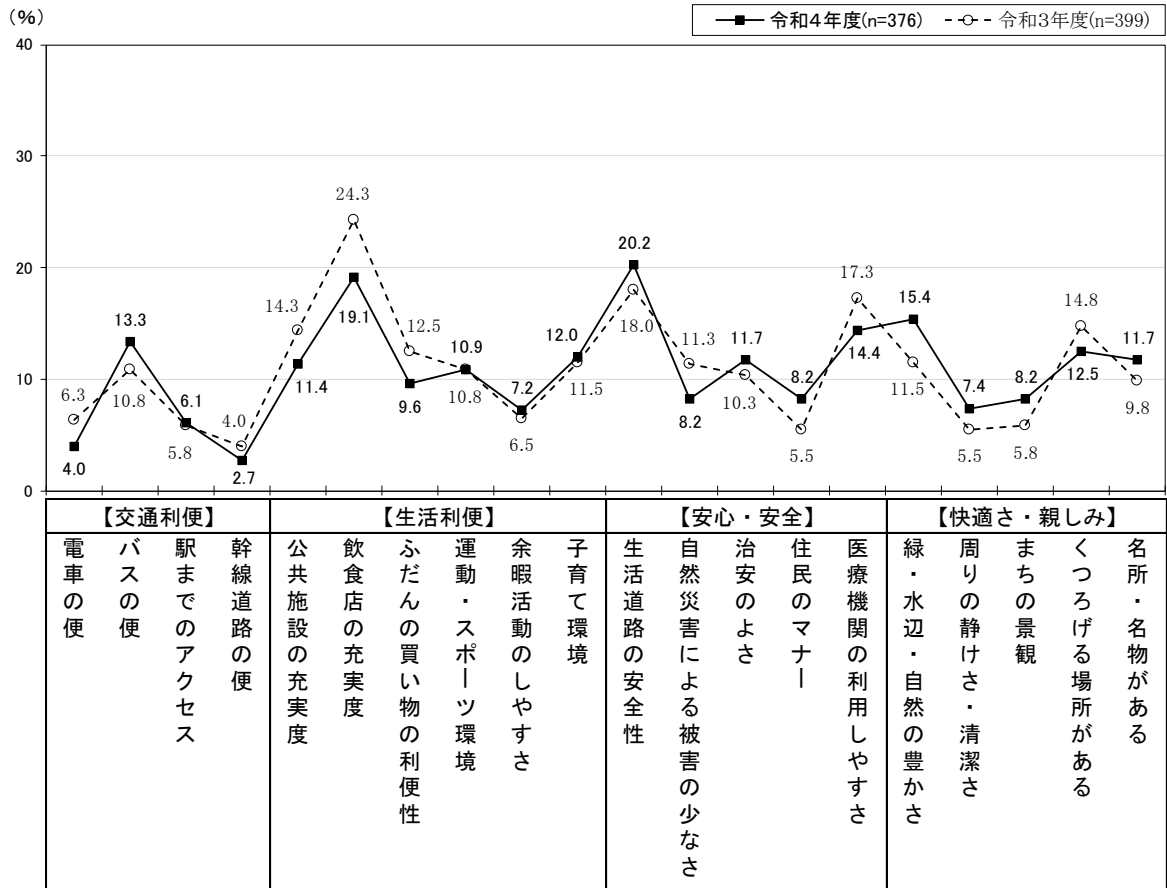 （%）
令和４年度(n=376)
令和3年度(n=399)
40
30
20
10
0
6.3
4.0
13.3
10.8
6.1
5.8
4.0
2.7
14.3
11.4
24.3
19.1
12.5
9.6
10.9
10.8
7.2
6.5
12.0
11.5
20.2
18.0
11.3
8.2
11.7
10.3
8.2
5.5
17.3
14.4
15.4
11.5
7.4
5.5
8.2
5.8
14.8
12.5
11.7
9.8
【交通利便】
電車の便
バスの便
駅までのアクセス
幹線道路の便
【生活利便】
公共施設の充実度
飲食店の充実度
ふだんの買い物の利便性
運動・スポーツ環境
余暇活動のしやすさ
子育て環境
【安心・安全】
生活道路の安全性
自然災害による被害の少なさ
治安のよさ
住民のマナー
医療機関の利用しやすさ
【快適さ・親しみ】
緑・水辺・自然の豊かさ
周りの静けさ・清潔さ
まちの景観
くつろげる場所がある
名所・名物がある